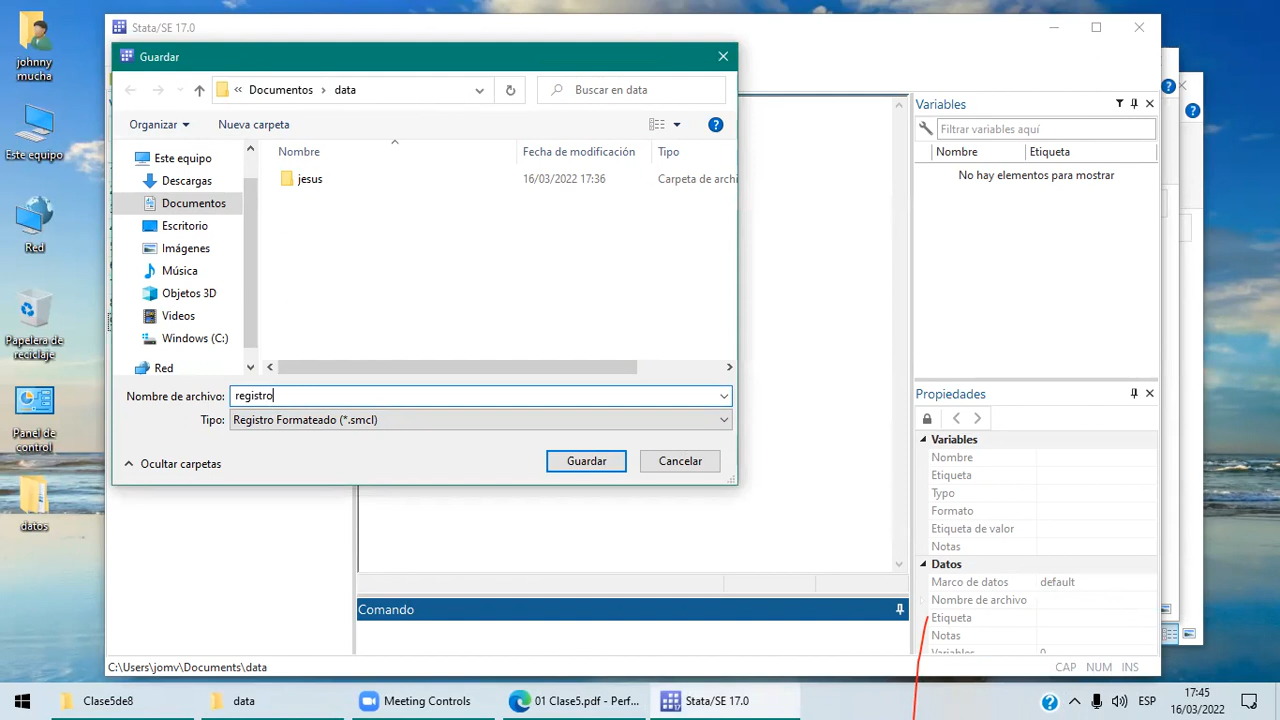 johnny
mucha
Este equipo
Red
Papelera de
reciclaje
Panel de
control
datos
Stata/SE 17.0
Guardar
« Documentos › data
Buscar en data
Organizar
Nueva carpeta
Este equipo
Descargas
Documentos
Escritorio
Imágenes
Música
Objetos 3D
Videos
Windows (C:)
Red
Nombre
Fecha de modificación
Tipo
jesus
16/03/2022 17:36
Carpeta de archi
Nombre de archivo: registro
Tipo: Registro Formateado (*.smcl)
Ocultar carpetas
Guardar
Cancelar
Variables
Filtrar variables aquí
Nombre
Etiqueta
No hay elementos para mostrar
Propiedades
Variables
Nombre
Etiqueta
Typo
Formato
Etiqueta de valor
Notas
Datos
Marco de datos default
Nombre de archivo
Etiqueta
Notas
Variables 0
Comando
C:\Users\jomv\Documents\data
CAP NUM INS
Clase5de8
data
Meeting Controls
01 Clase5.pdf - Perf...
Stata/SE 17.0
ESP
17:45
16/03/2022